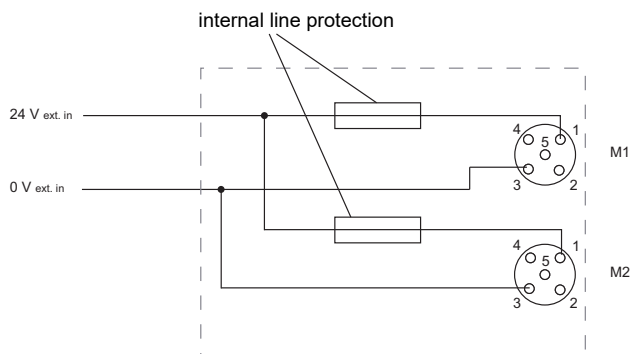 internal line protection
24 V ext. in
4 5 1
M1
3 2
0 V ext. in
4 5 1
M2
3 2